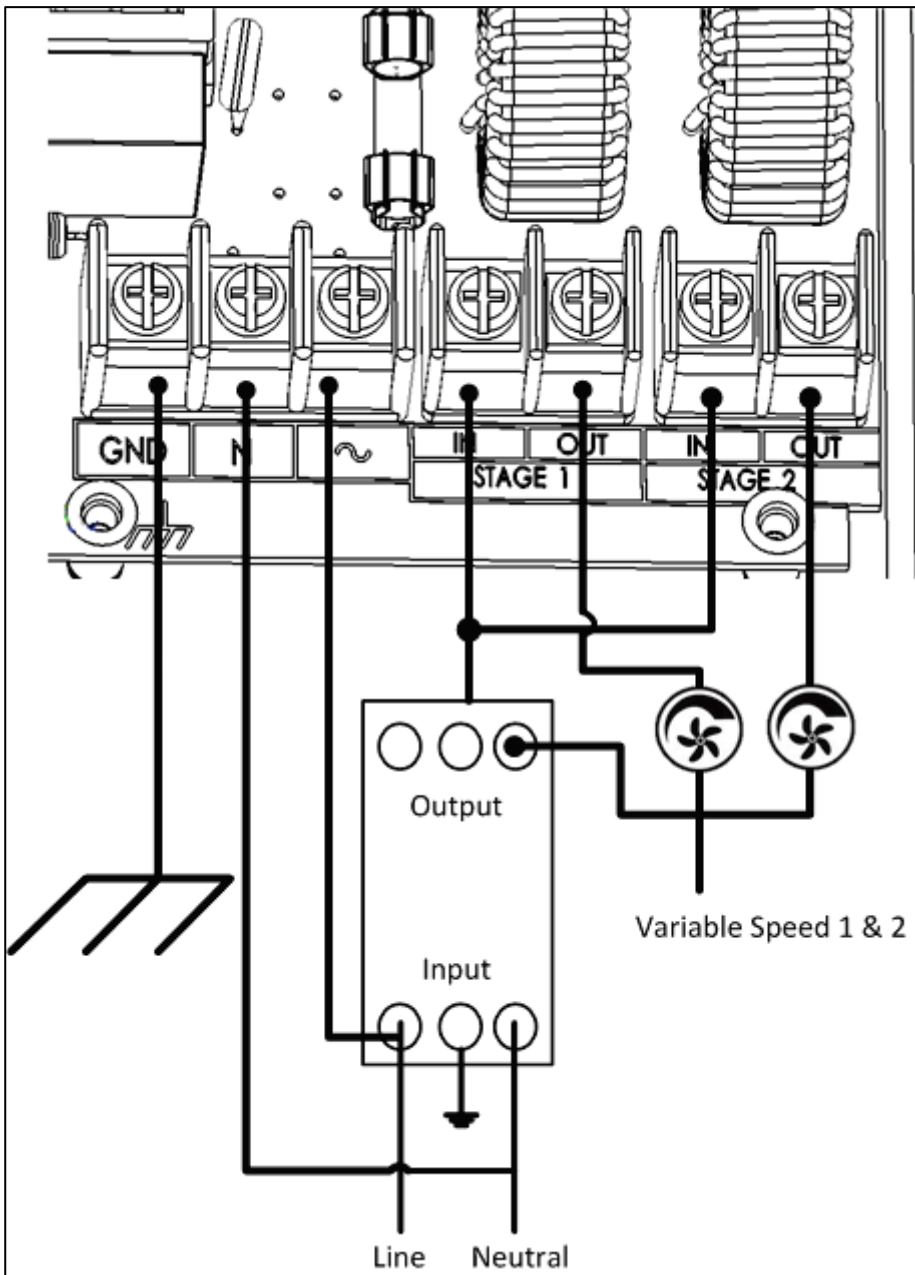 GND N ~ IN OUT IN OUT
STAGE 1 STAGE 2
Output
Variable Speed 1 & 2
Input
Line Neutral